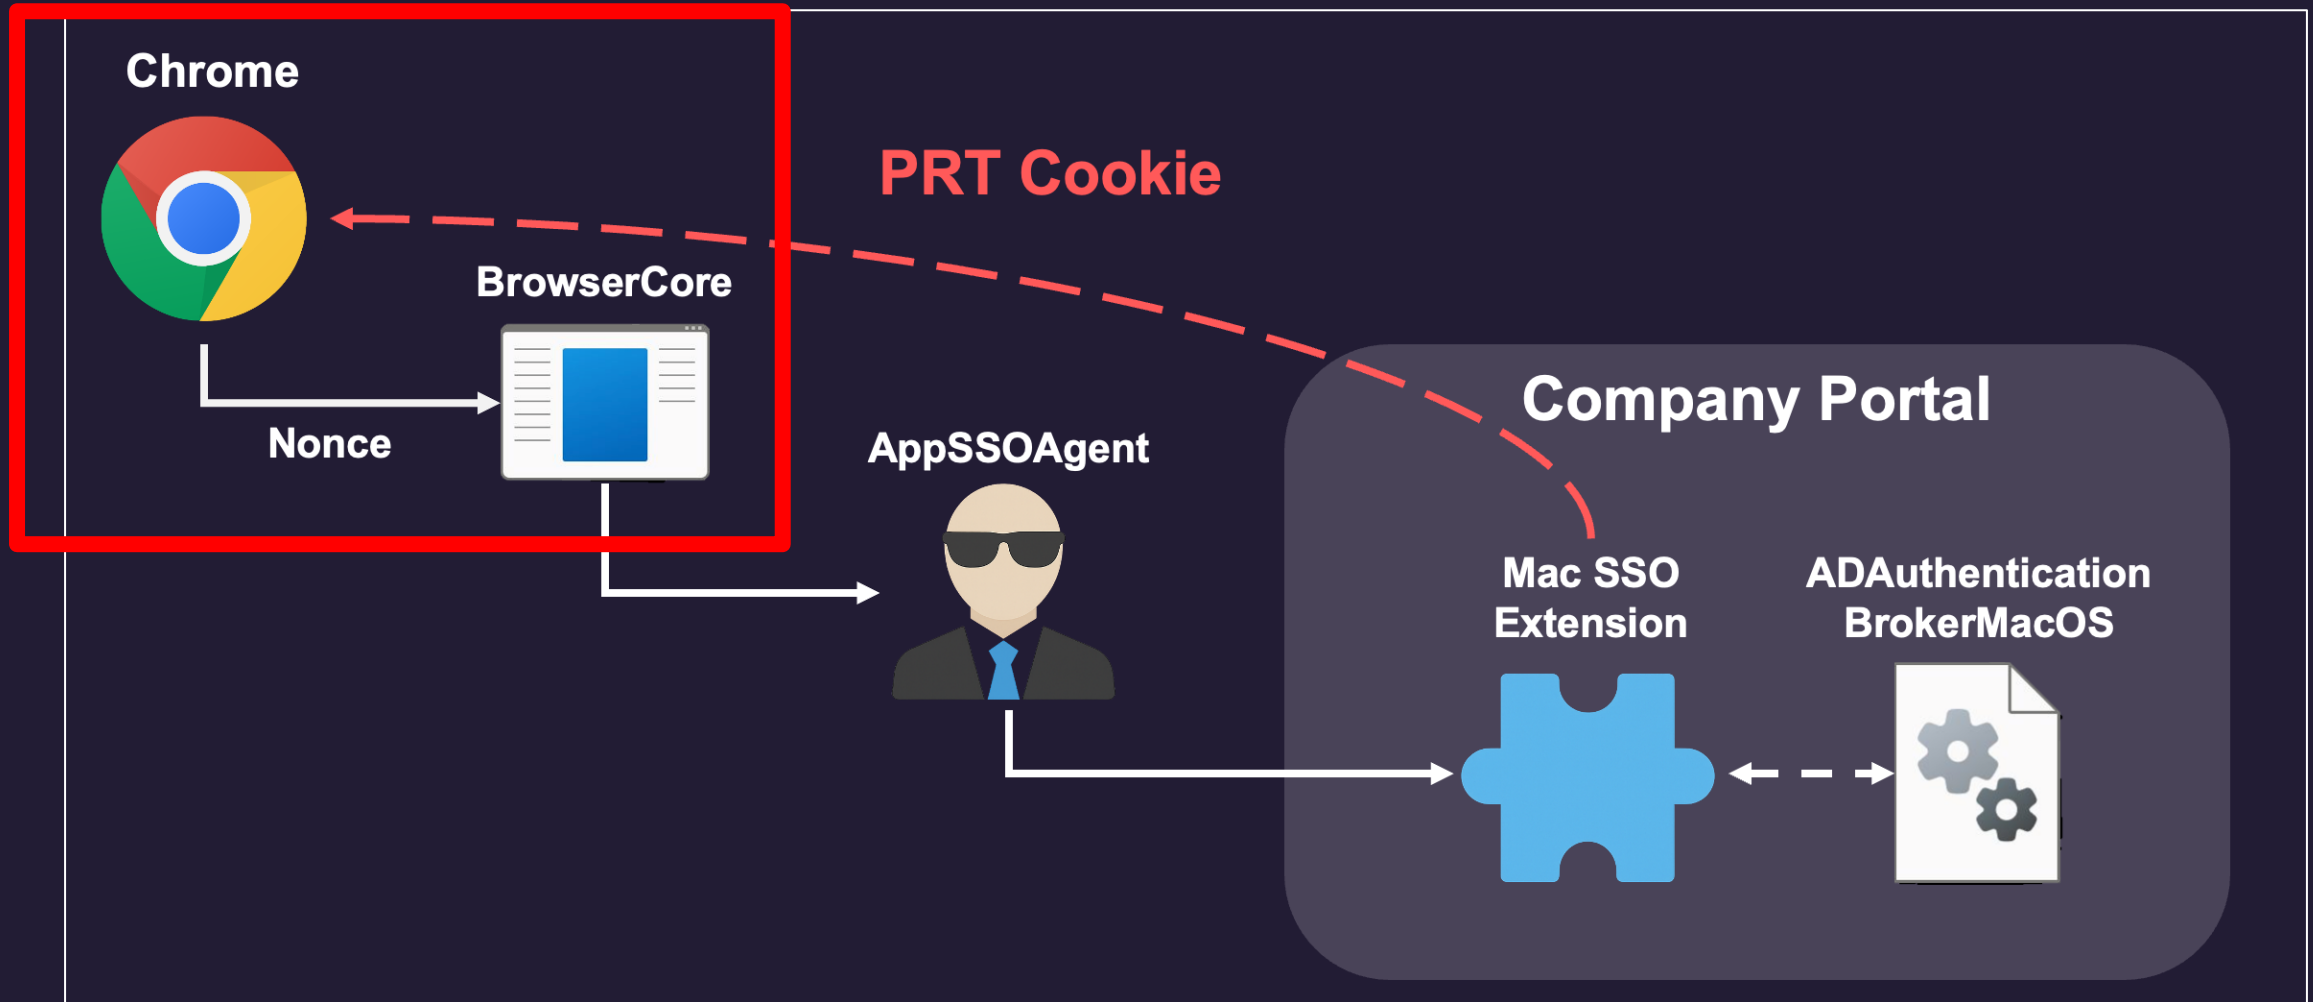 Chrome
PRT Cookie
BrowserCore
Nonce
AppSSOAgent
Company Portal
Mac SSO
Extension
ADAuthentication
BrokerMacOS